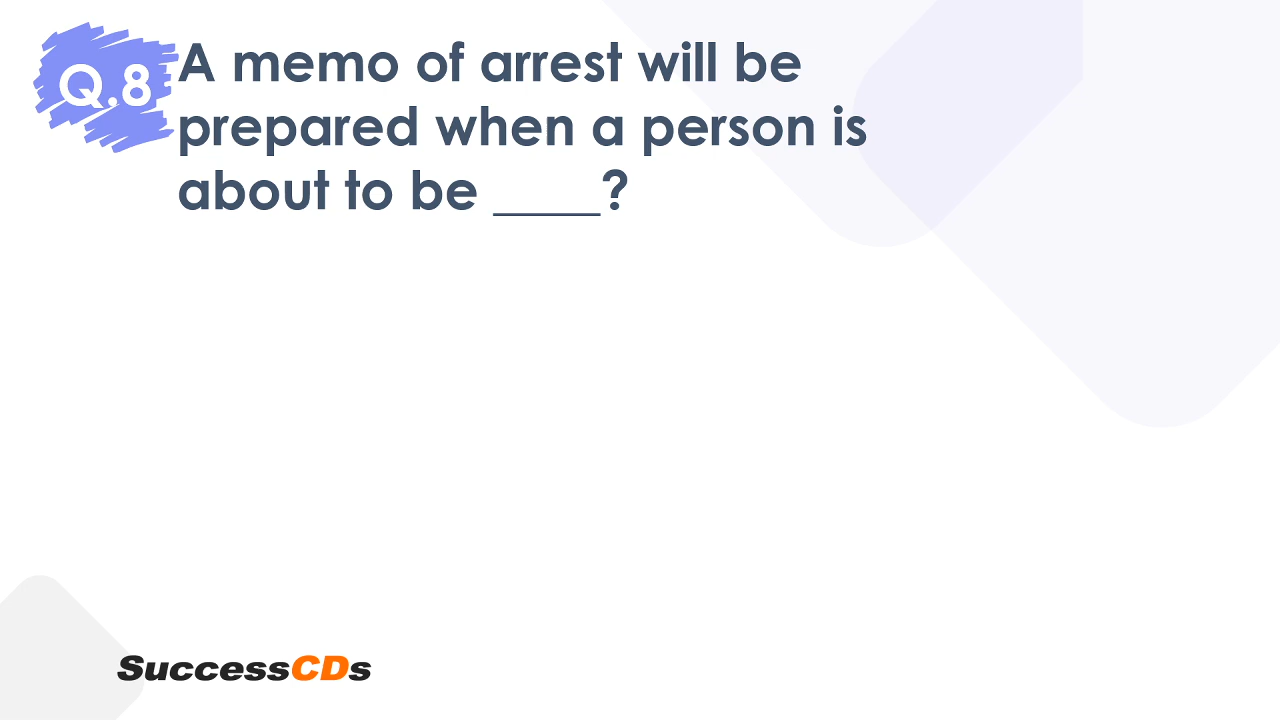 Q.8
A memo of arrest will be
prepared when a person is
about to be ____?
SuccessCDs